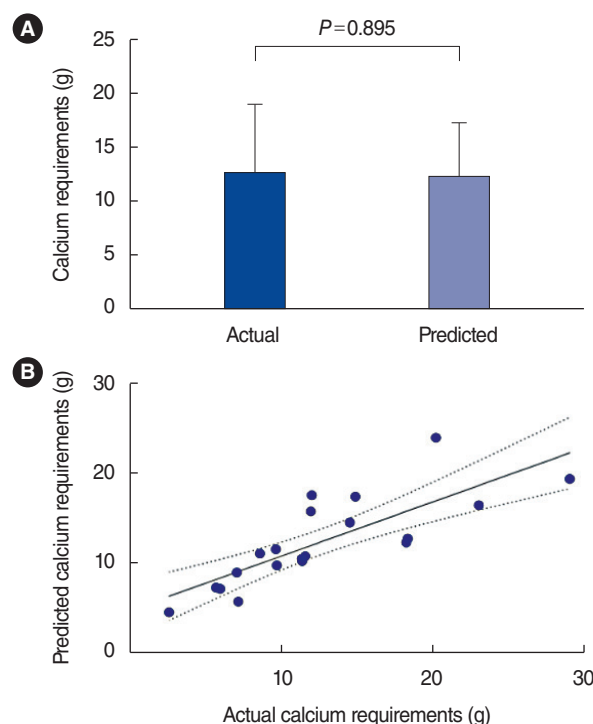 A
P=0.895
Calcium requirements (g)
25
20
15
10
5
0
Actual
Predicted
B
Predicted calcium requirements (g)
30
20
10
0
10
20
30
Actual calcium requirements (g)